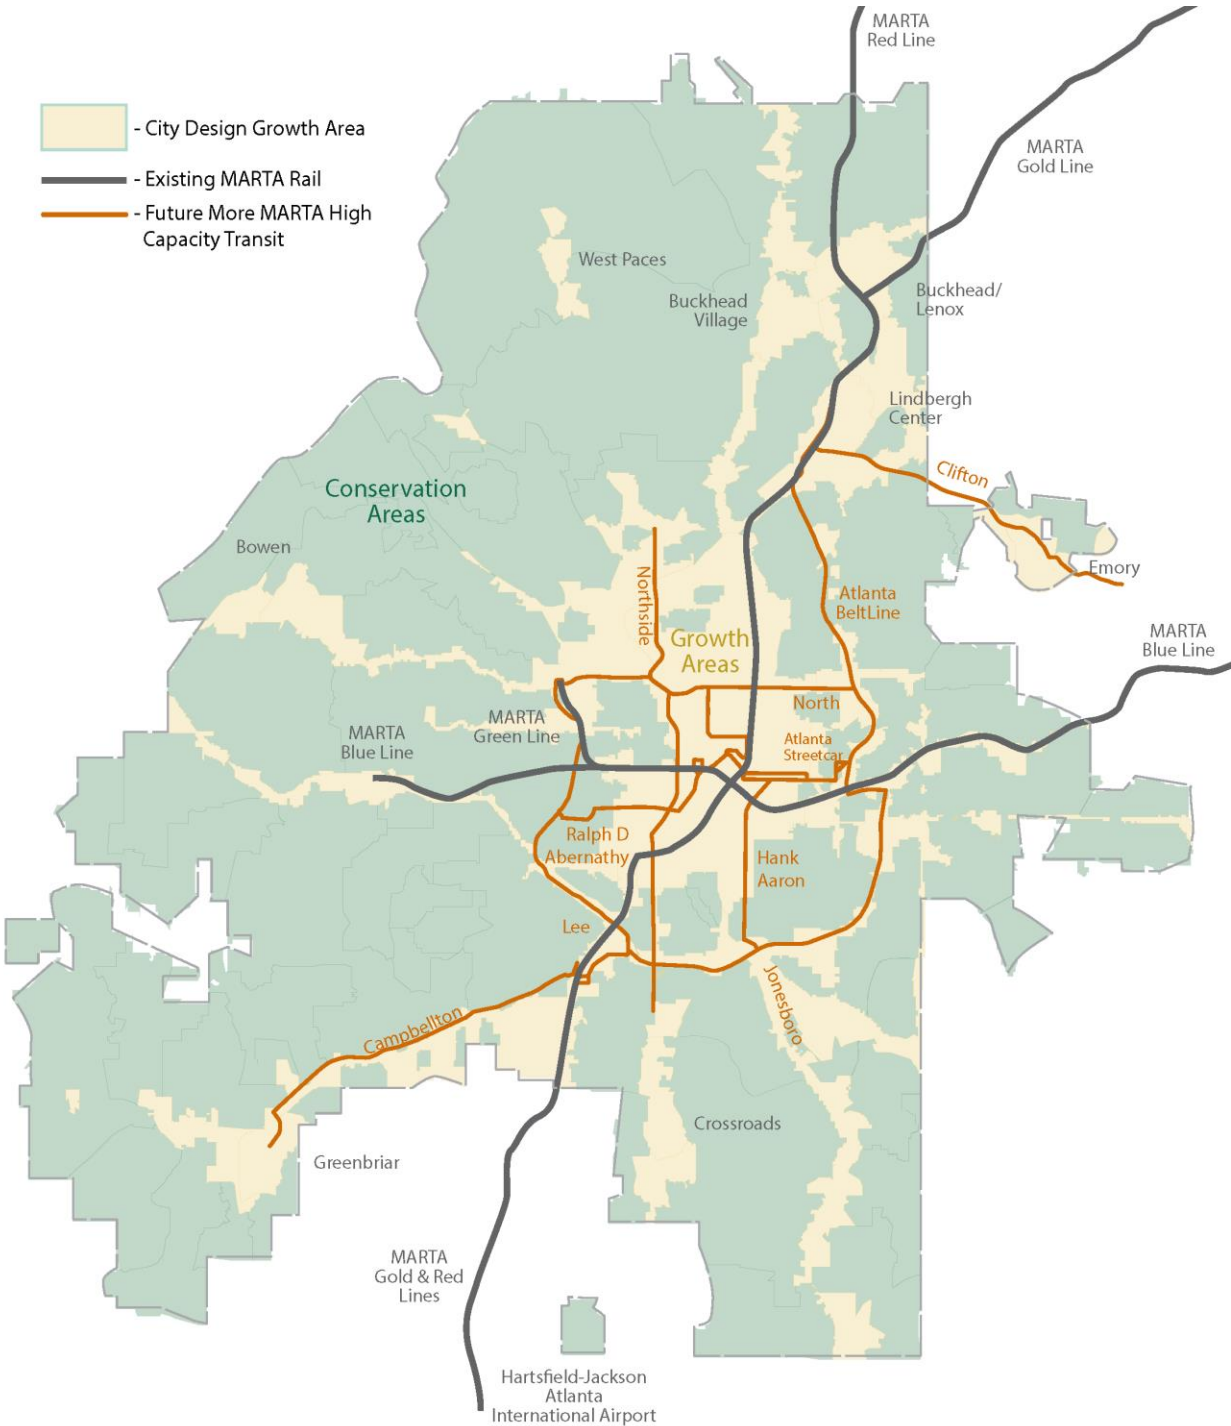 MARTA
Red Line
- City Design Growth Area
- Existing MARTA Rail
- Future More MARTA High
Capacity Transit
MARTA
Gold Line
West Paces
Buckhead
Village
Buckhead/
Lenox
Lindbergh
Center
Clifton
Conservation
Areas
Bowen
Emory
Northside
Atlanta
BeltLine
Growth
Areas
MARTA
Blue Line
North
MARTA
Green Line
MARTA
Blue Line
Atlanta
Streetcar
Ralph D
Abernathy
Hank
Aaron
Lee
Jonesboro
Campbellton
Crossroads
Greenbriar
MARTA
Gold & Red
Lines
Hartsfield-Jackson
Atlanta
International Airport